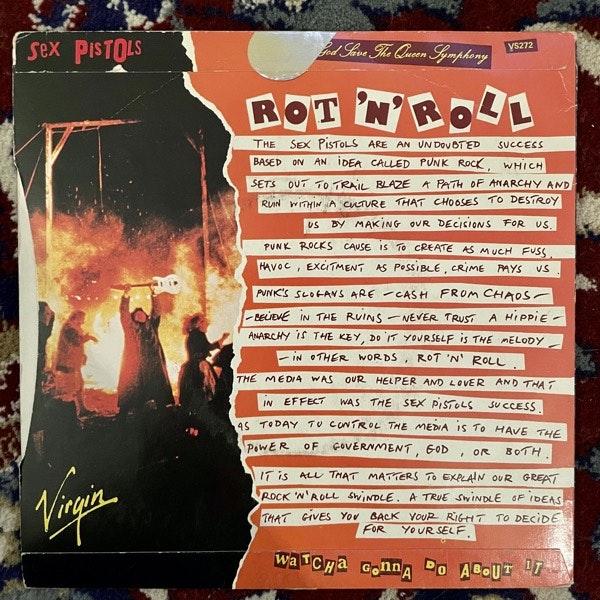 SEX PISTOLS
God Save The Queen Symphony
VS272
ROT 'N' ROLL
THE SEX PISTOLS ARE AN UNDOUBTED SUCCESS
BASED ON AN IDEA CALLED PUNK ROCK, WHICH
SETS OUT TO TRAIL BLAZE A PATH OF ANARCHY AND
RUIN WITHIN A CULTURE THAT CHOOSES TO DESTROY
US BY MAKING OUR DECISIONS FOR US.
PUNK ROCKS CAUSE IS TO CREATE AS MUCH FUSS,
HAVOC, EXCITMENT AS POSSIBLE, CRIME PAYS US.
PUNK'S SLOGANS ARE — CASH FROM CHAOS —
— BELIEVE IN THE RUINS — NEVER TRUST A HIPPIE —
ANARCHY IS THE KEY, DO IT YOURSELF IS THE MELODY —
— IN OTHER WORDS, ROT 'N' ROLL.
THE MEDIA WAS OUR HELPER AND LOVER AND THAT
IN EFFECT WAS THE SEX PISTOLS SUCCESS.
AS TODAY TO CONTROL THE MEDIA IS TO HAVE THE
POWER OF GOVERNMENT, GOD, OR BOTH.
IT IS ALL THAT MATTERS TO EXPLAIN OUR GREAT
ROCK 'N' ROLL SWINDLE. A TRUE SWINDLE OF IDEAS
THAT GIVES YOU BACK YOUR RIGHT TO DECIDE
FOR YOURSELF.
Virgin
WATCHA GONNA DO ABOUT IT